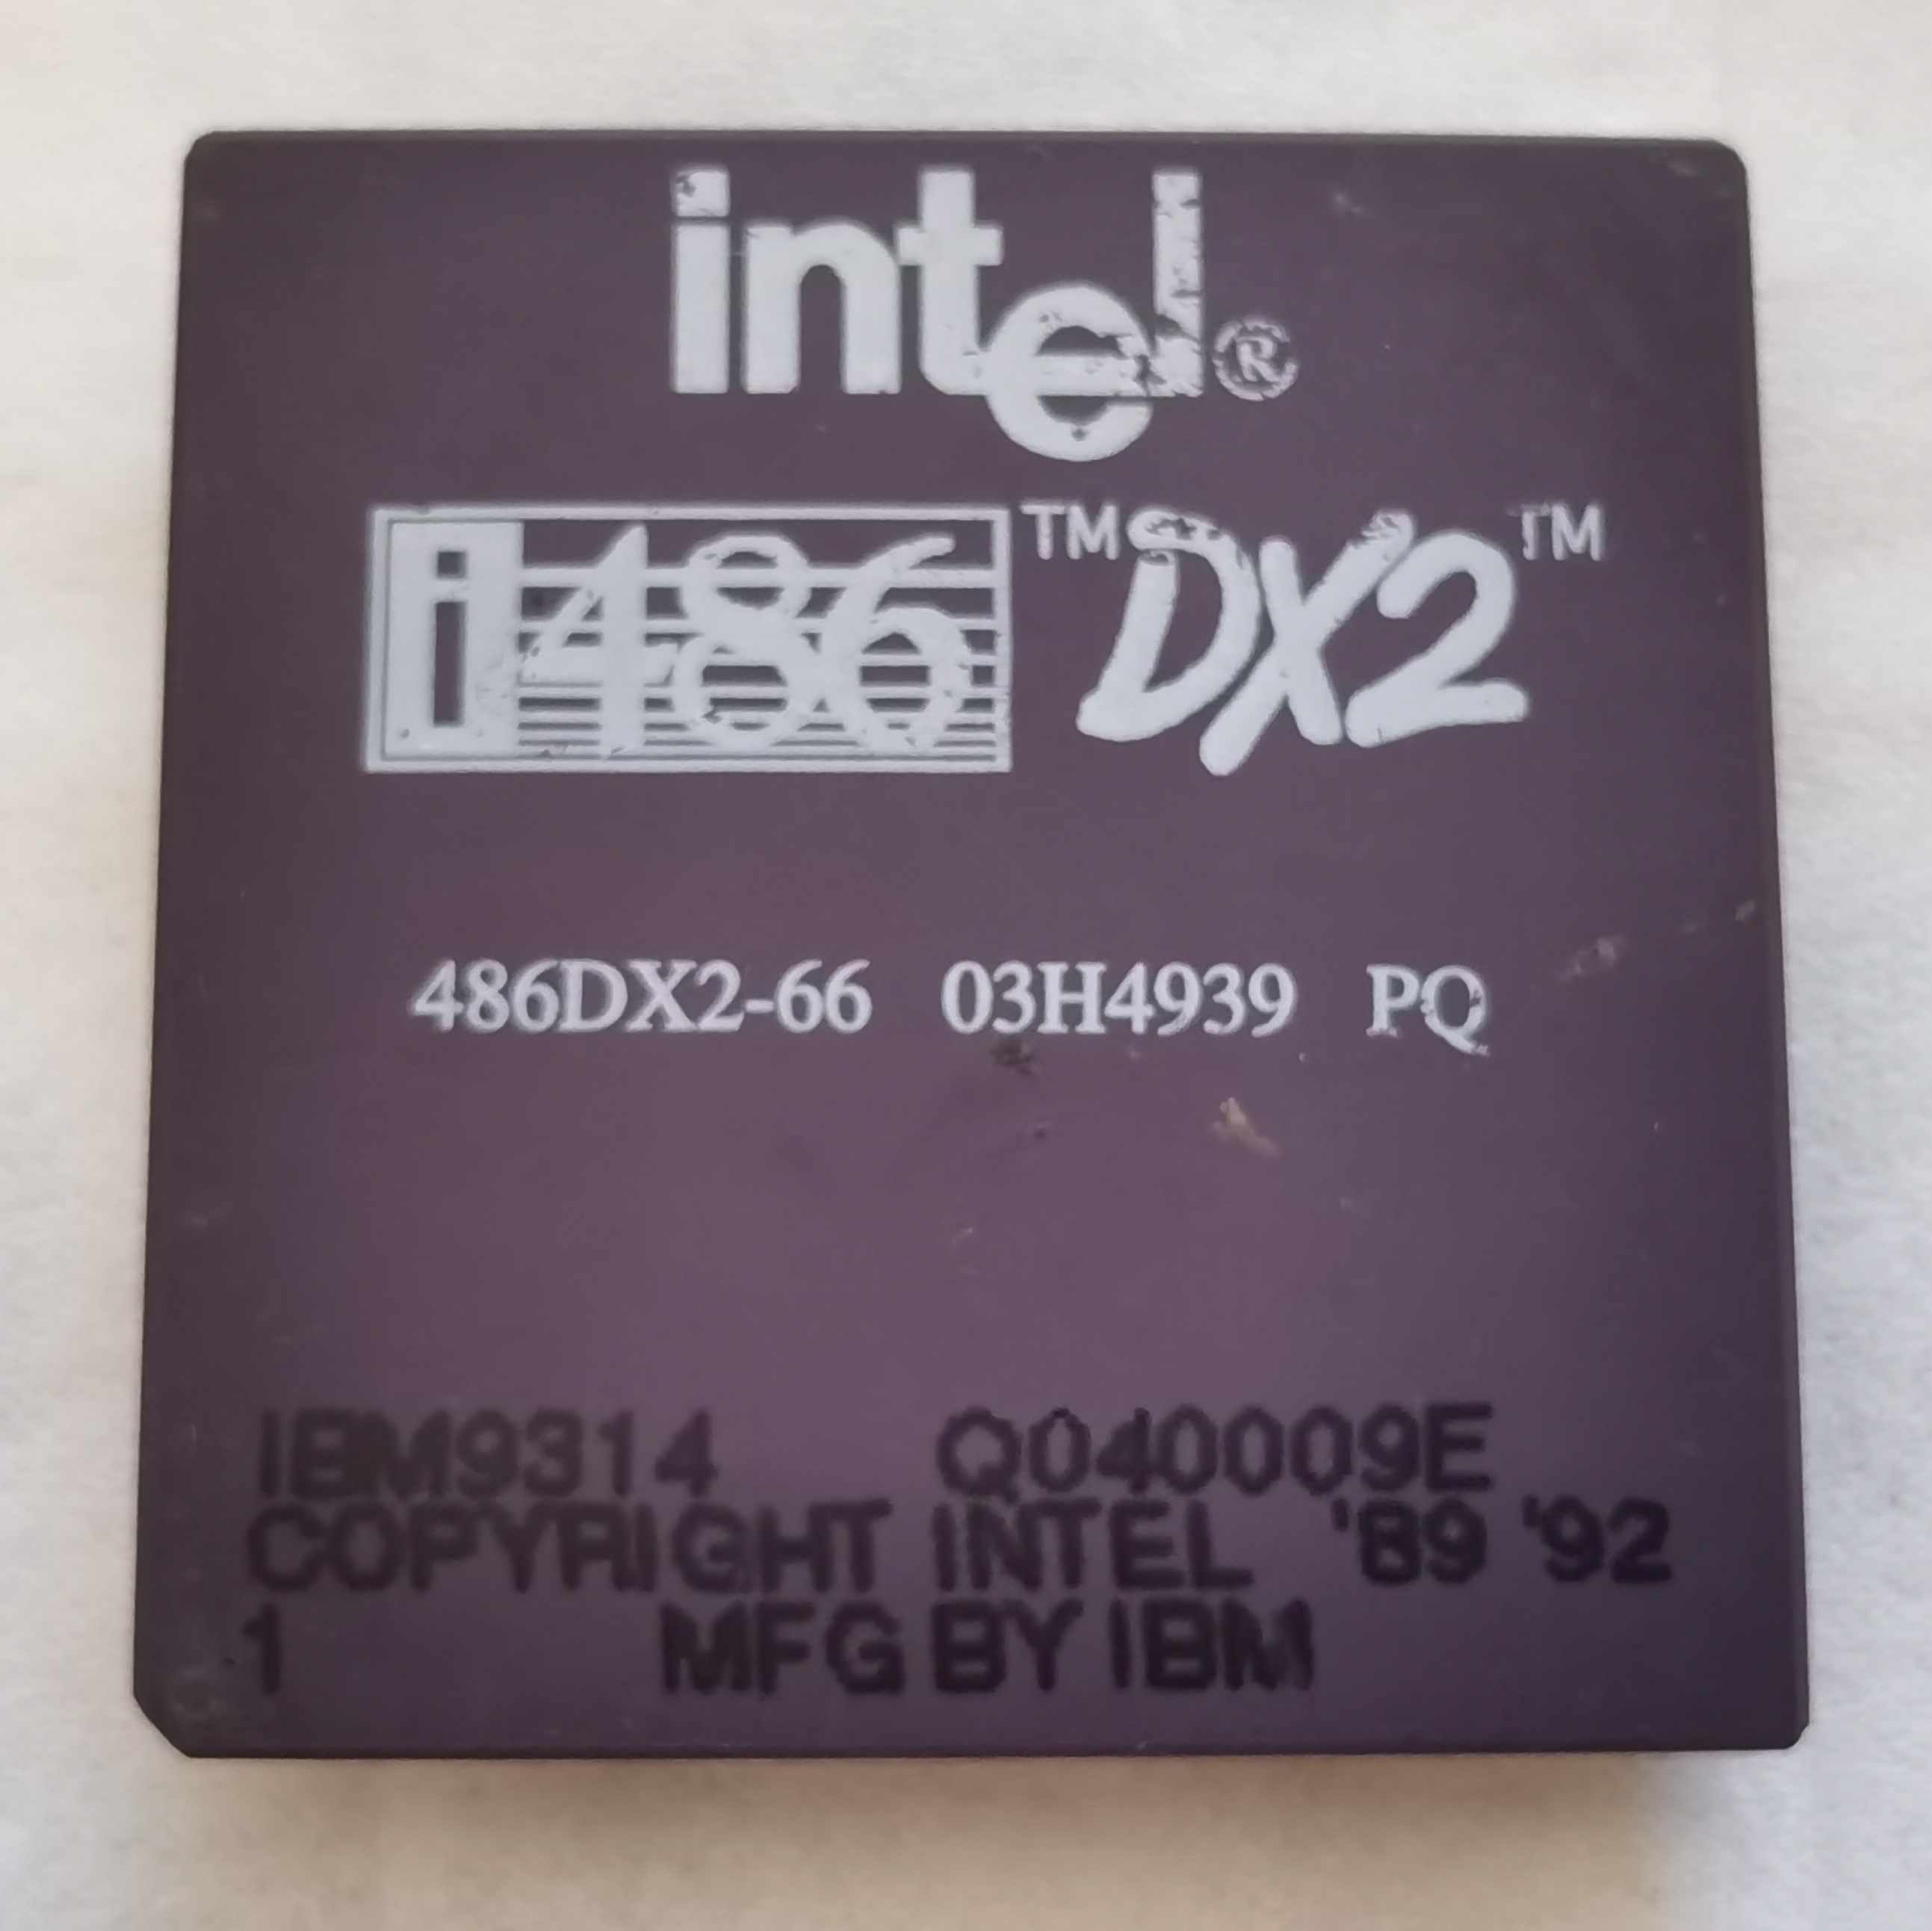 intel®
i486™ DX2™
486DX2-66 03H4939 PQ
IBM9314 Q040009E
COPYRIGHT INTEL '89 '92
1 MFG BY IBM